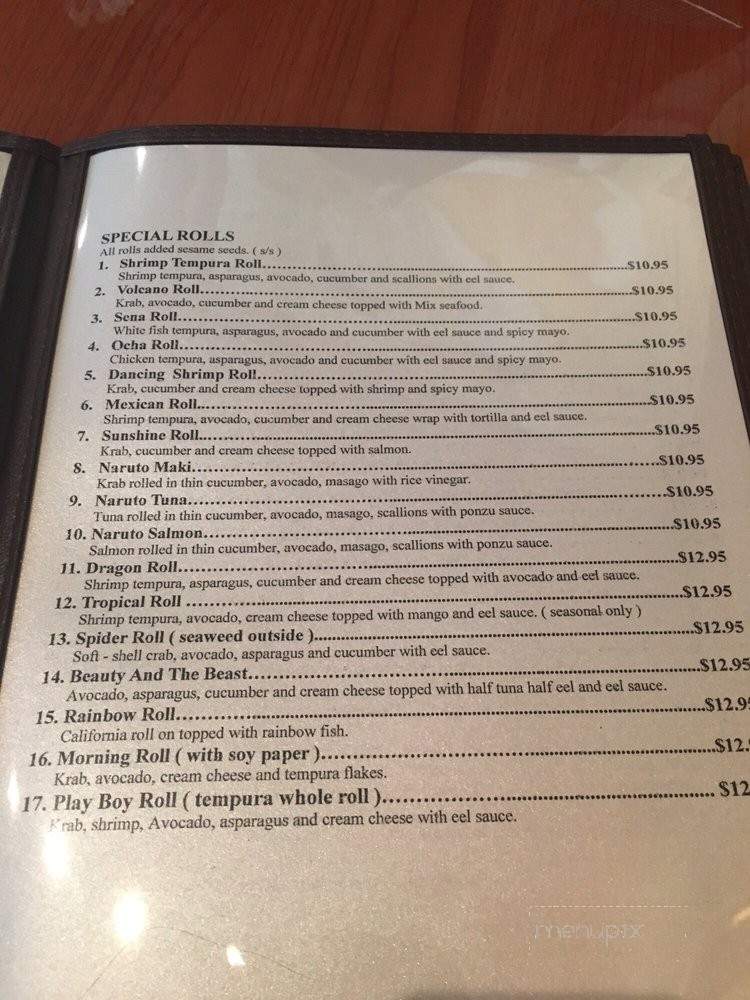 SPECIAL ROLLS
All rolls added sesame seeds. ( s/s )
1. Shrimp Tempura Roll...$10.95
Shrimp tempura, asparagus, avocado, cucumber and scallions with eel sauce.
2. Volcano Roll...$10.95
Krab, avocado, cucumber and cream cheese topped with Mix seafood.
3. Sena Roll...$10.95
White fish tempura, asparagus, avocado and cucumber with eel sauce and spicy mayo.
4. Ocha Roll...$10.95
Chicken tempura, asparagus, avocado and cucumber with eel sauce and spicy mayo.
5. Dancing Shrimp Roll...$10.95
Krab, cucumber and cream cheese topped with shrimp and spicy mayo.
6. Mexican Roll...$10.95
Shrimp tempura, avocado, cucumber and cream cheese wrap with tortilla and eel sauce.
7. Sunshine Roll...$10.95
Krab, cucumber and cream cheese topped with salmon.
8. Naruto Maki...$10.95
Krab rolled in thin cucumber, avocado, masago with rice vinegar.
9. Naruto Tuna...$10.95
Tuna rolled in thin cucumber, avocado, masago, scallions with ponzu sauce.
10. Naruto Salmon...$10.95
Salmon rolled in thin cucumber, avocado, masago, scallions with ponzu sauce.
11. Dragon Roll...$12.95
Shrimp tempura, asparagus, cucumber and cream cheese topped with avocado and eel sauce.
12. Tropical Roll ...$12.95
Shrimp tempura, avocado, cream cheese topped with mango and eel sauce. ( seasonal only )
13. Spider Roll ( seaweed outside )...$12.95
Soft - shell crab, avocado, asparagus and cucumber with eel sauce.
14. Beauty And The Beast...$12.95
Avocado, asparagus, cucumber and cream cheese topped with half tuna half eel and eel sauce.
15. Rainbow Roll...$12.95
California roll on topped with rainbow fish.
16. Morning Roll ( with soy paper )...$12.
Krab, avocado, cream cheese and tempura flakes.
17. Play Boy Roll ( tempura whole roll )... $12
Krab, shrimp, Avocado, asparagus and cream cheese with eel sauce.
menupix